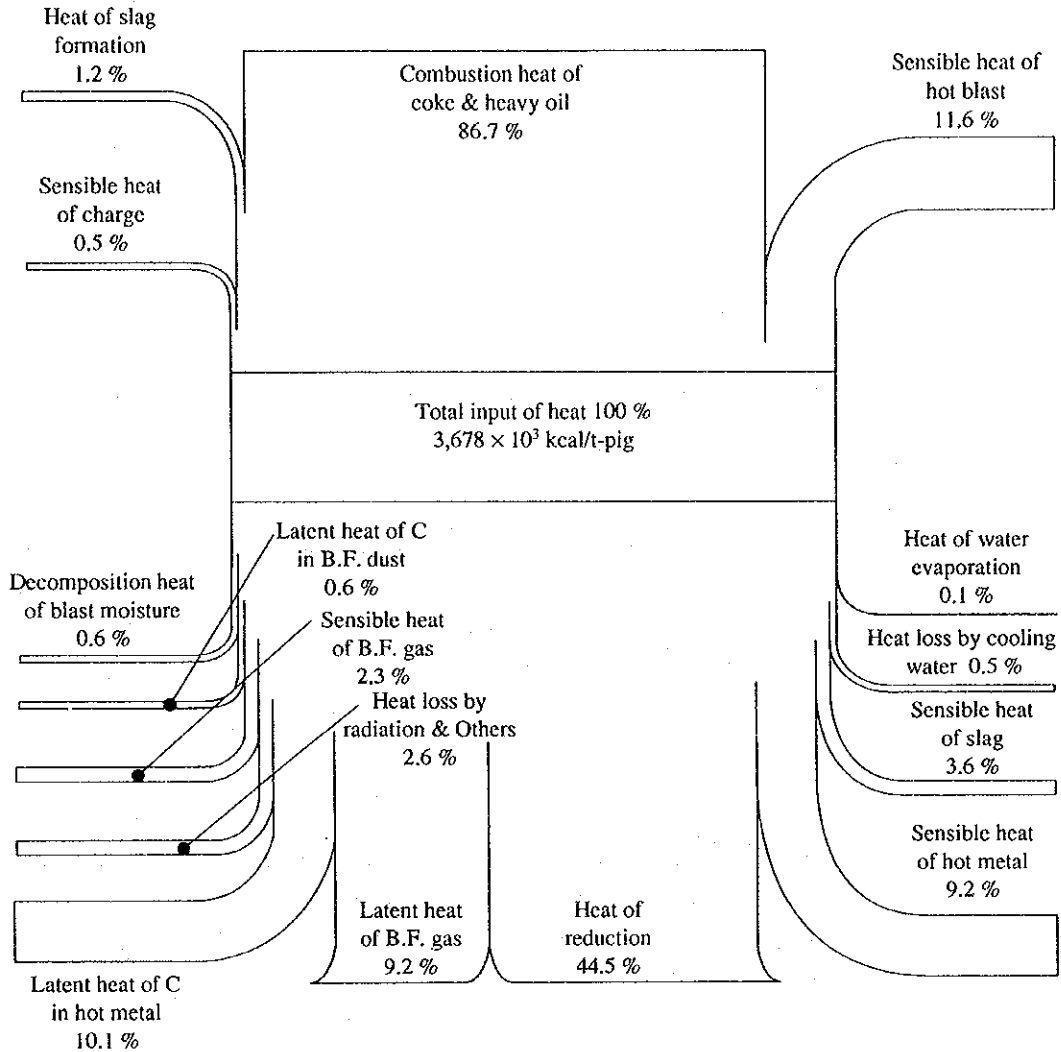 Heat of slag
formation
1.2 %
Combustion heat of
coke & heavy oil
86.7 %
Sensible heat of
hot blast
11.6 %
Sensible heat
of charge
0.5 %
Total input of heat 100 %
3,678 × 10³ kcal/t-pig
Latent heat of C
in B.F. dust
0.6 %
Decomposition heat
of blast moisture
0.6 %
Sensible heat
of B.F. gas
2.3 %
Heat loss by
radiation & Others
2.6 %
Heat of water
evaporation
0.1 %
Heat loss by cooling
water 0.5 %
Sensible heat
of slag
3.6 %
Sensible heat
of hot metal
9.2 %
Latent heat
of B.F. gas
9.2 %
Heat of
reduction
44.5 %
Latent heat of C
in hot metal
10.1 %